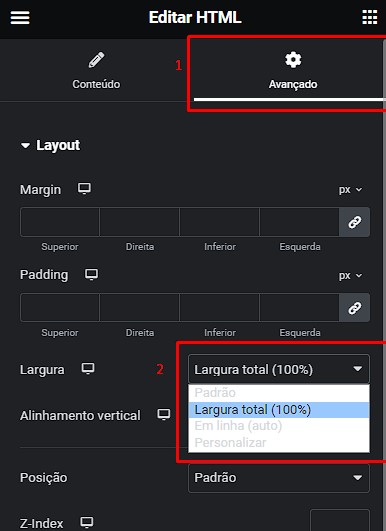 Editar HTML
1
Conteúdo
Avançado
Layout
Margin
px
Superior
Direita
Inferior
Esquerda
Padding
px
Superior
Direita
Inferior
Esquerda
Largura
2
Largura total (100%)
Padrão
Largura total (100%)
Em linha (auto)
Personalizar
Alinhamento vertical
Posição
Padrão
Z-Index